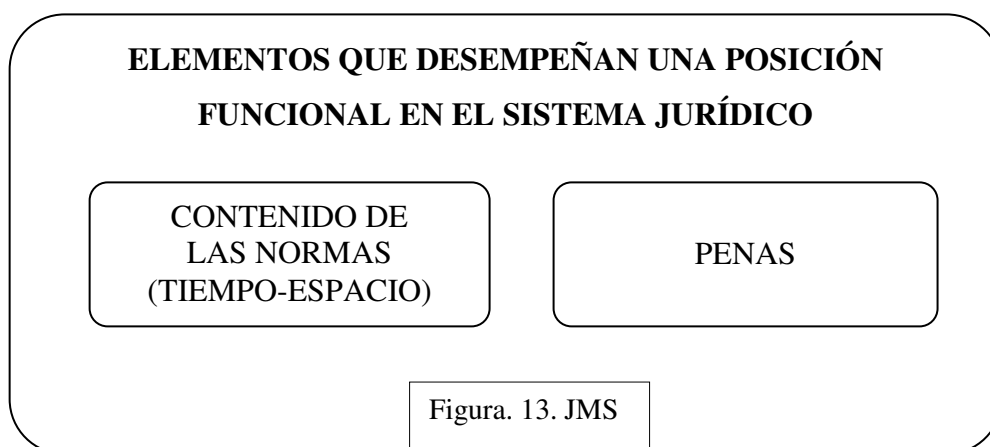 ELEMENTOS QUE DESEMPEÑAN UNA POSICIÓN
FUNCIONAL EN EL SISTEMA JURÍDICO
CONTENIDO DE
LAS NORMAS
(TIEMPO-ESPACIO)
PENAS
Figura. 13. JMS